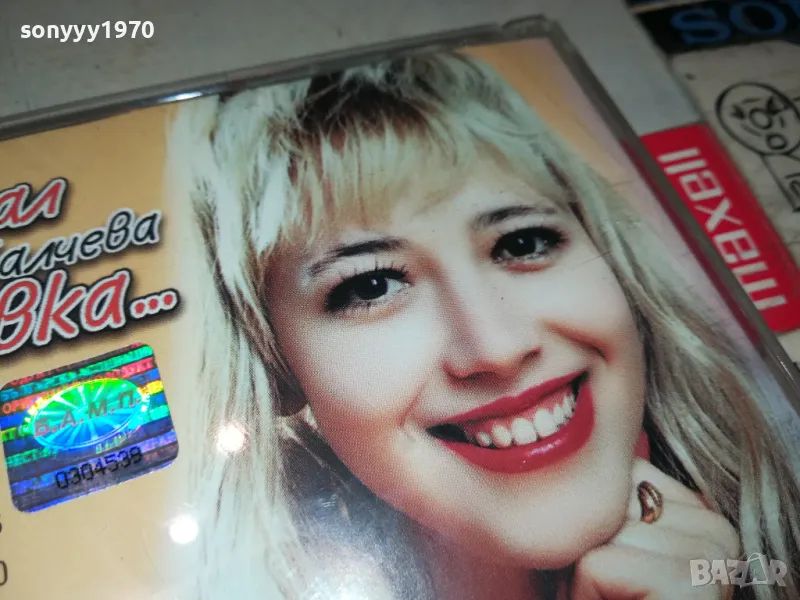 sonyyy1970
SO
ал
алчева
вка...
Б.А.М.П.
0304539
maxell
BAZAR